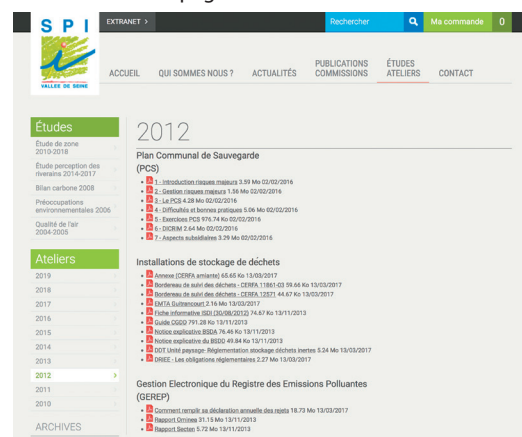 S P I
VALLEE DE SEINE
EXTRANET >
Rechercher
Ma commande 0
ACCUEIL
QUI SOMMES NOUS ?
ACTUALITÉS
PUBLICATIONS COMMISSIONS
ÉTUDES ATELIERS
CONTACT
Études
Étude de zone
2010-2018
Étude perception des
riverains 2014-2017
Bilan carbone 2008
Préoccupations
environnementales 2006
Qualité de l'air
2004-2005
Ateliers
2019
2018
2017
2016
2015
2014
2013
2012
2011
2010
ARCHIVES
2012
Plan Communal de Sauvegarde
(PCS)
1 - Introduction risques majeurs 3.59 Mo 02/02/2016
2 - Gestion risques majeurs 1.56 Mo 02/02/2016
3 - Le PCS 4.28 Mo 02/02/2016
4 - Difficultés et bonnes pratiques 5.06 Mo 02/02/2016
5 - Exercices PCS 976.74 Ko 02/02/2016
6 - DICRIM 2.64 Mo 02/02/2016
7 - Aspects subsidiaires 3.29 Mo 02/02/2016
Installations de stockage de déchets
Annexe (CERFA amiante) 65.65 Ko 13/03/2017
Bordereau de suivi des déchets - CERFA 11861-03 59.66 Ko 13/03/2017
Bordereau de suivi des déchets - CERFA 12571 44.67 Ko 13/03/2017
EMTA Guitrancourt 2.16 Mo 13/03/2017
Fiche informative ISDI (30/08/2012) 74.67 Ko 13/11/2013
Guide CGDD 791.28 Ko 13/11/2013
Notice explicative BSDA 76.46 Ko 13/11/2013
Notice explicative du BSDD 49.84 Ko 13/11/2013
DDT Unité paysage- Réglementation stockage déchets inertes 5.24 Mo 13/03/2017
DRIEE - Les obligations réglementaires 2.27 Mo 13/03/2017
Gestion Electronique du Registre des Emissions Polluantes
(GEREP)
Comment remplir sa déclaration annuelle des rejets 18.73 Mo 13/03/2017
Rapport Ominea 31.15 Mo 13/11/2013
Rapport Secten 5.72 Mo 13/11/2013